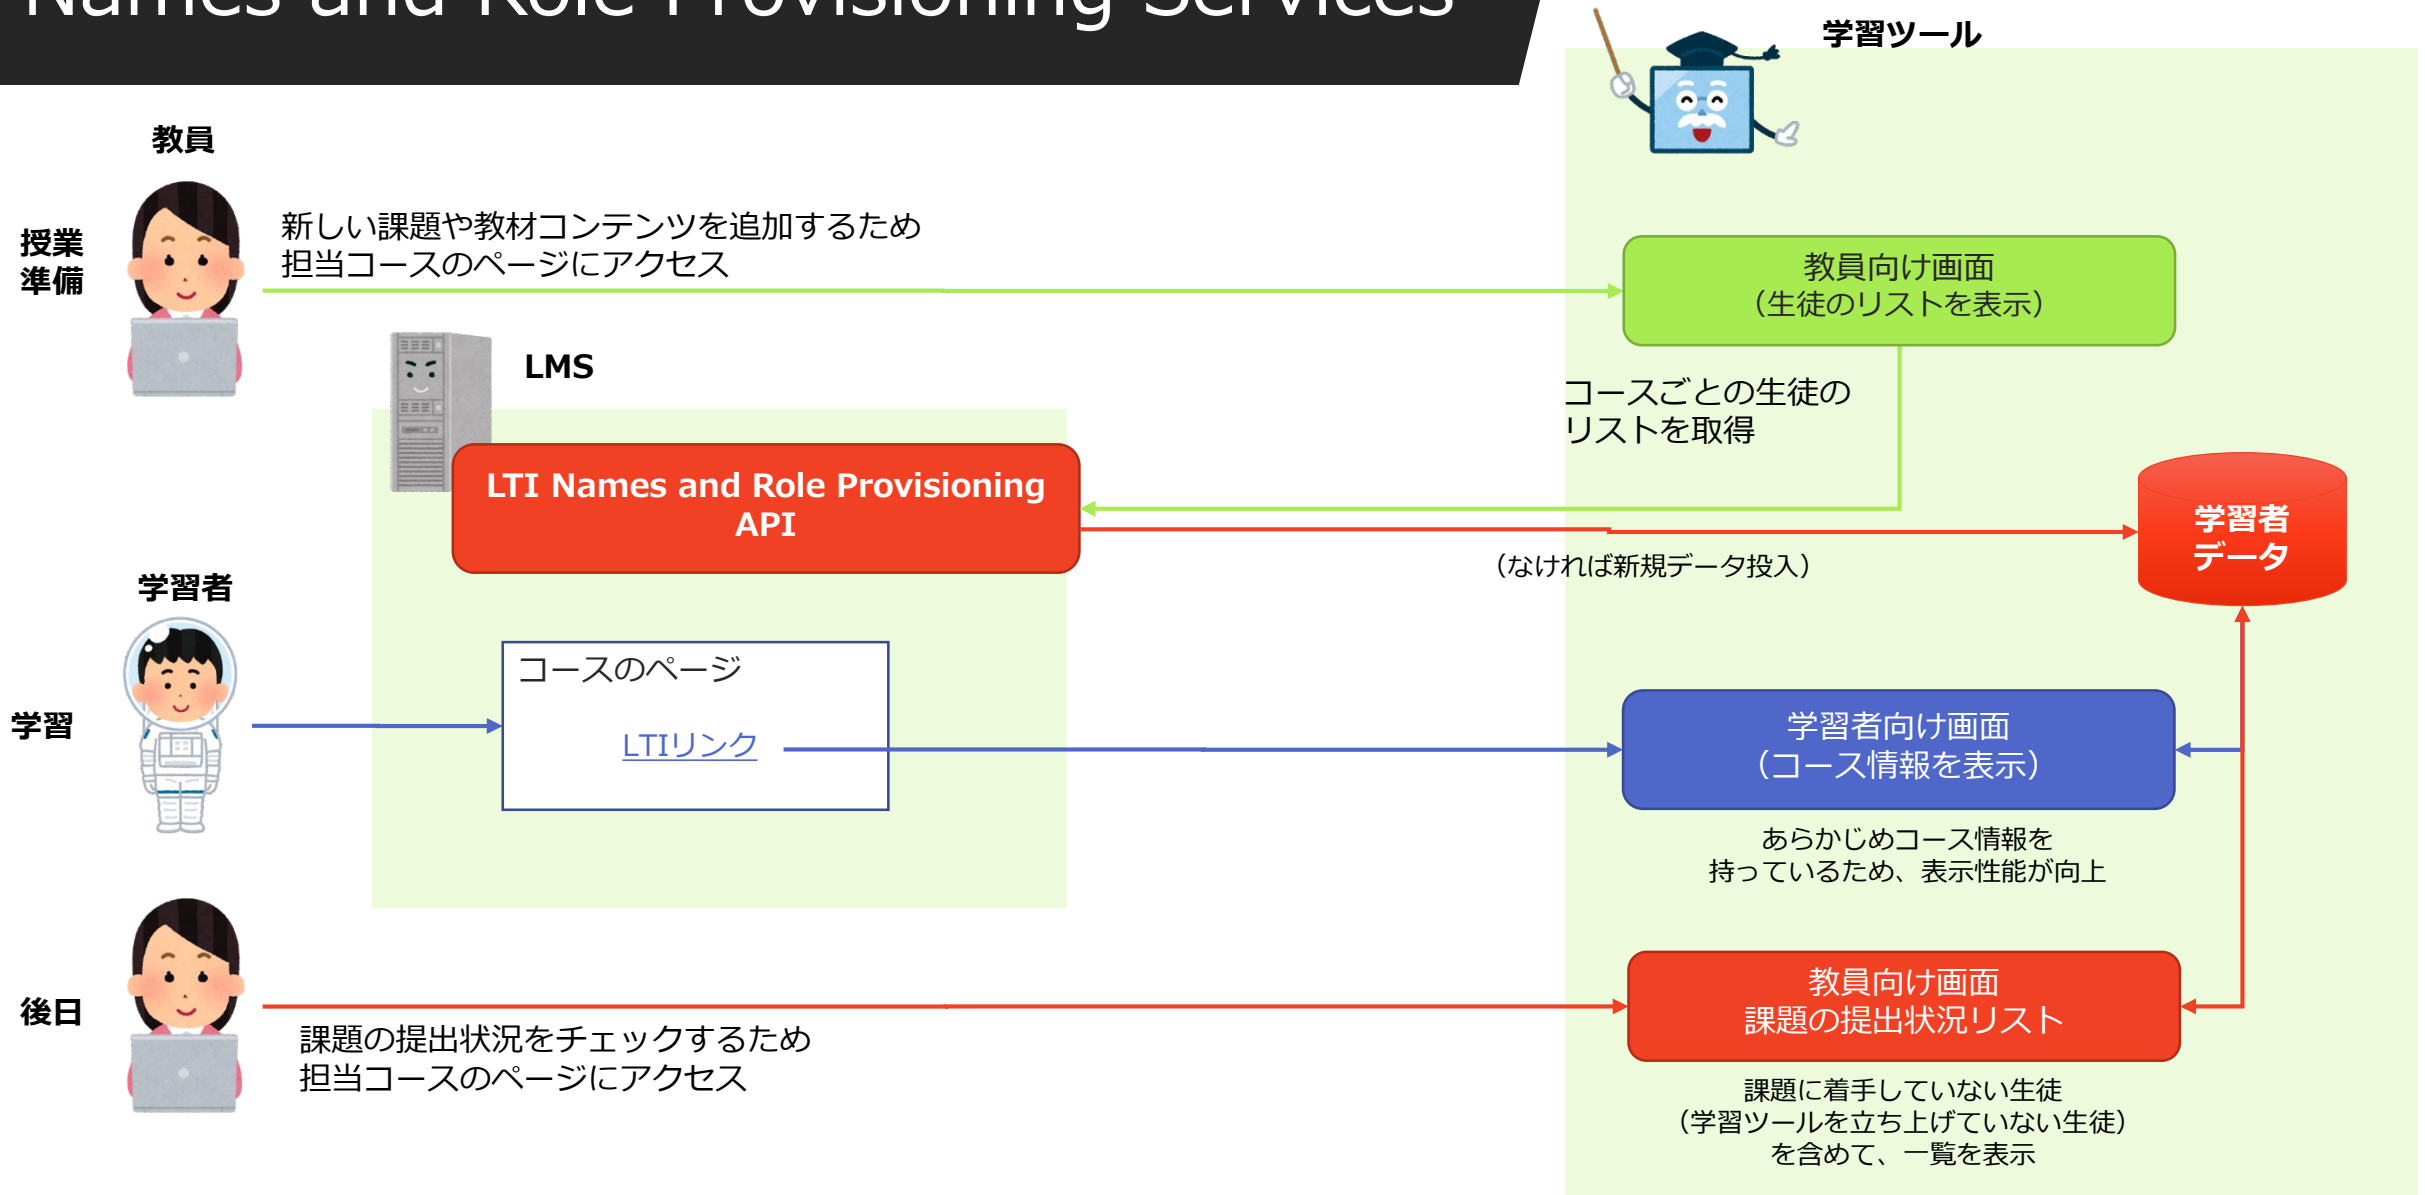 Names and Role Provisioning Services
学習ツール
教員
授業
準備
新しい課題や教材コンテンツを追加するため
担当コースのページにアクセス
教員向け画面
（生徒のリストを表示）
LMS
コースごとの生徒の
リストを取得
LTI Names and Role Provisioning
API
学習者
データ
（なければ新規データ投入）
学習者
学習
コースのページ
LTIリンク
学習者向け画面
（コース情報を表示）
あらかじめコース情報を
持っているため、表示性能が向上
後日
課題の提出状況をチェックするため
担当コースのページにアクセス
教員向け画面
課題の提出状況リスト
課題に着手していない生徒
（学習ツールを立ち上げていない生徒）
を含めて、一覧を表示